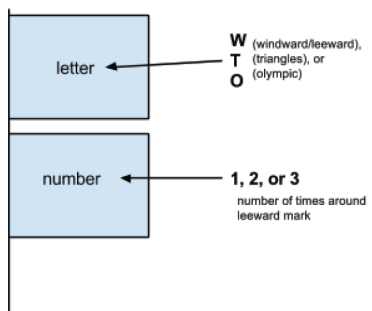 letter
W (windward/leeward),
T (triangles), or
O (olympic)
number
1, 2, or 3
number of times around
leeward mark